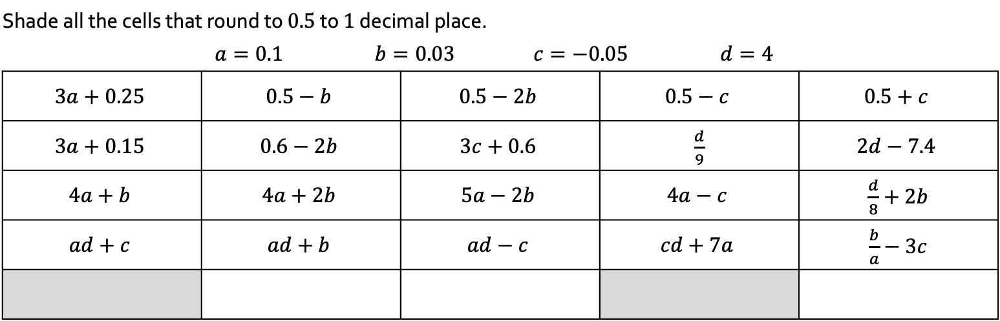 Shade all the cells that round to 0.5 to 1 decimal place.
a = 0.1 b = 0.03 c = −0.05 d = 4
3a + 0.25 0.5 − b 0.5 − 2b 0.5 − c 0.5 + c
3a + 0.15 0.6 − 2b 3c + 0.6 d/9 2d − 7.4
4a + b 4a + 2b 5a − 2b 4a − c d/8 + 2b
ad + c ad + b ad − c cd + 7a b/a − 3c